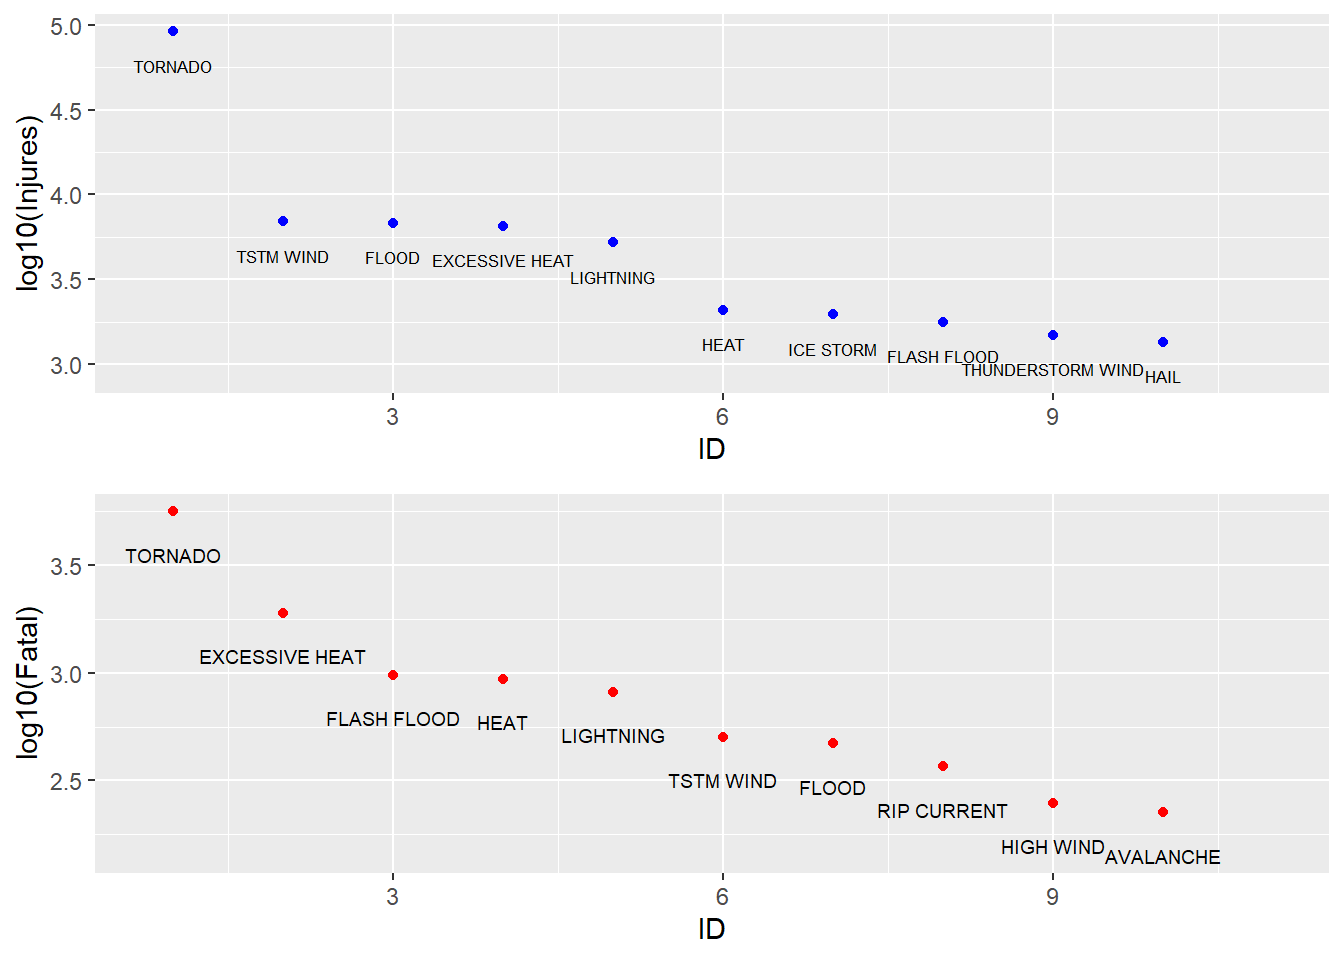 5.0
4.5
4.0
3.5
3.0
log10(Injures)
TORNADO
TSTM WIND
FLOOD
EXCESSIVE HEAT
LIGHTNING
HEAT
ICE STORM
FLASH FLOOD
THUNDERSTORM WIND
HAIL
3
6
9
ID
3.5
3.0
2.5
log10(Fatal)
TORNADO
EXCESSIVE HEAT
FLASH FLOOD
HEAT
LIGHTNING
TSTM WIND
FLOOD
RIP CURRENT
HIGH WIND
AVALANCHE
3
6
9
ID